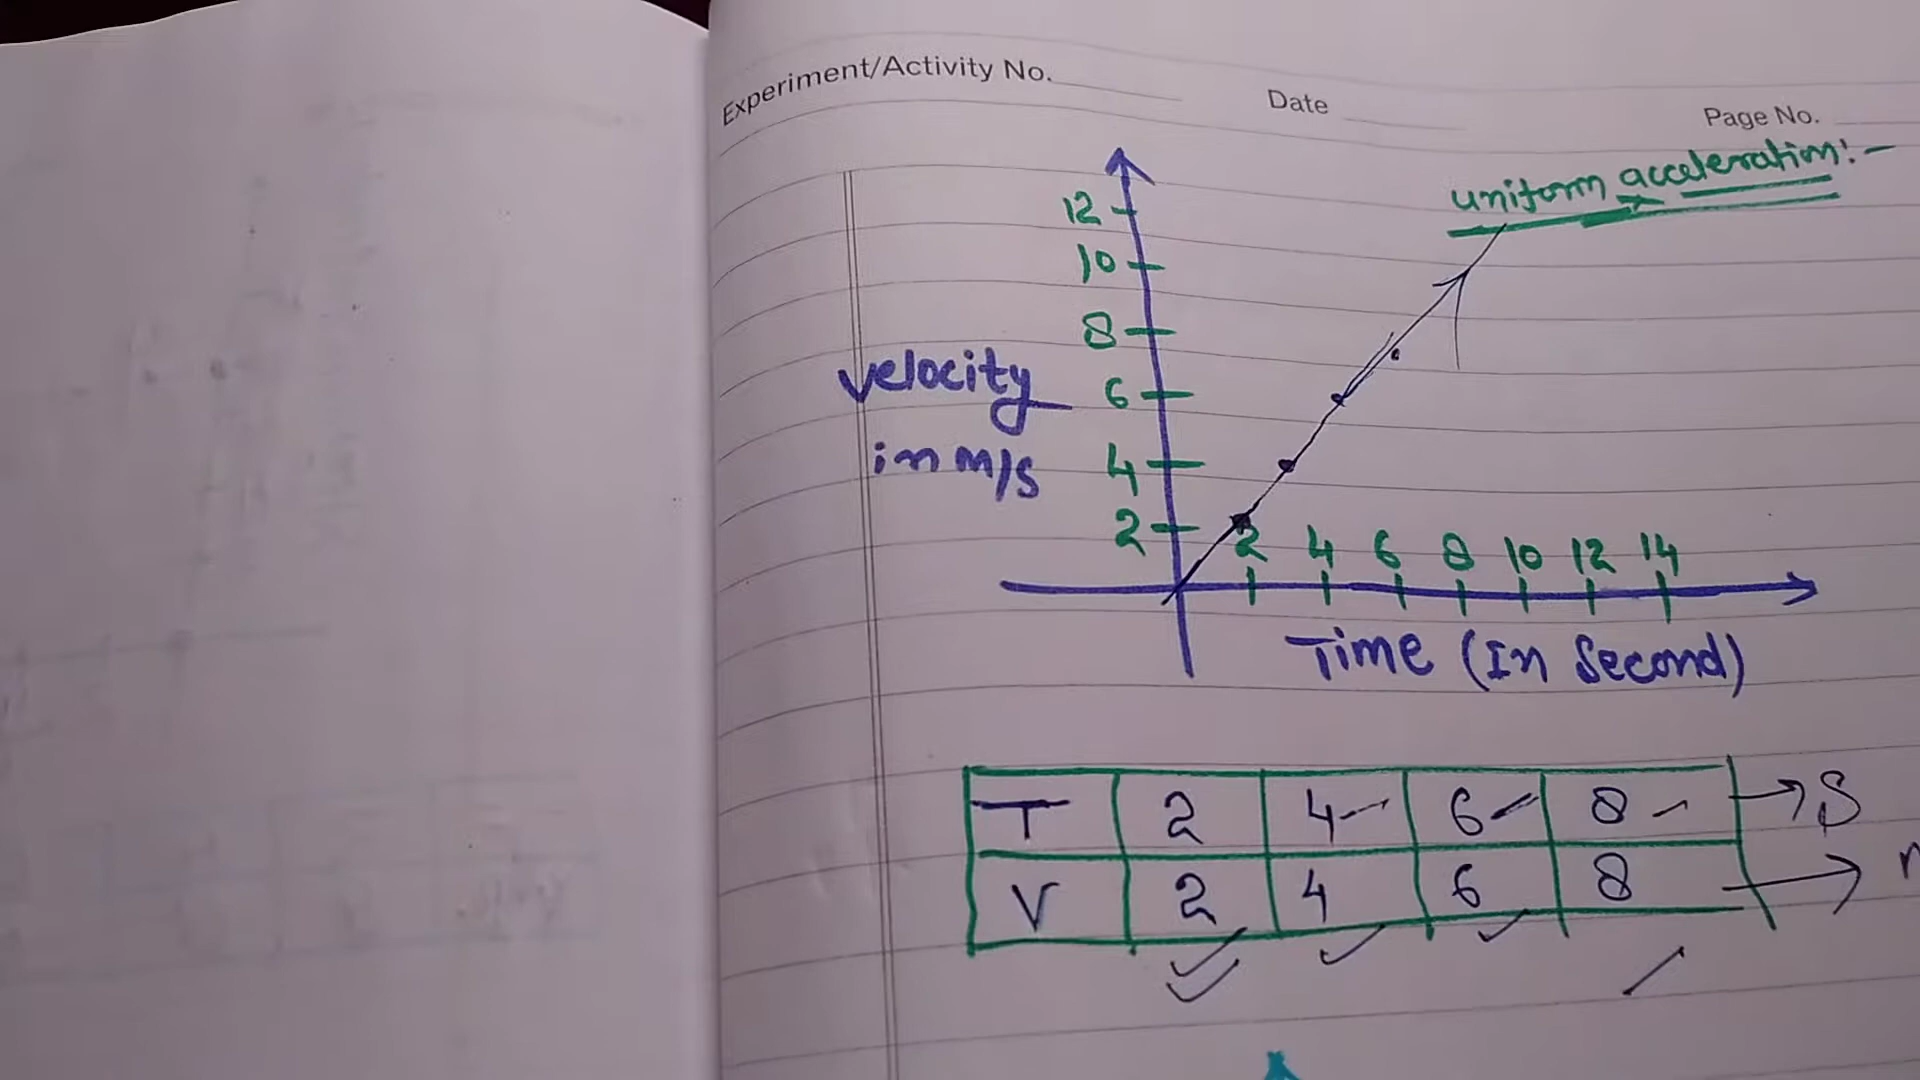 Experiment/Activity No.
Date
Page No.
uniform acceleration:-
12
10
8
6
4
2
velocity
in m/s
2 4 6 8 10 12 14
Time (In Second)
T 2 4 6 8 → S
V 2 4 6 8 →